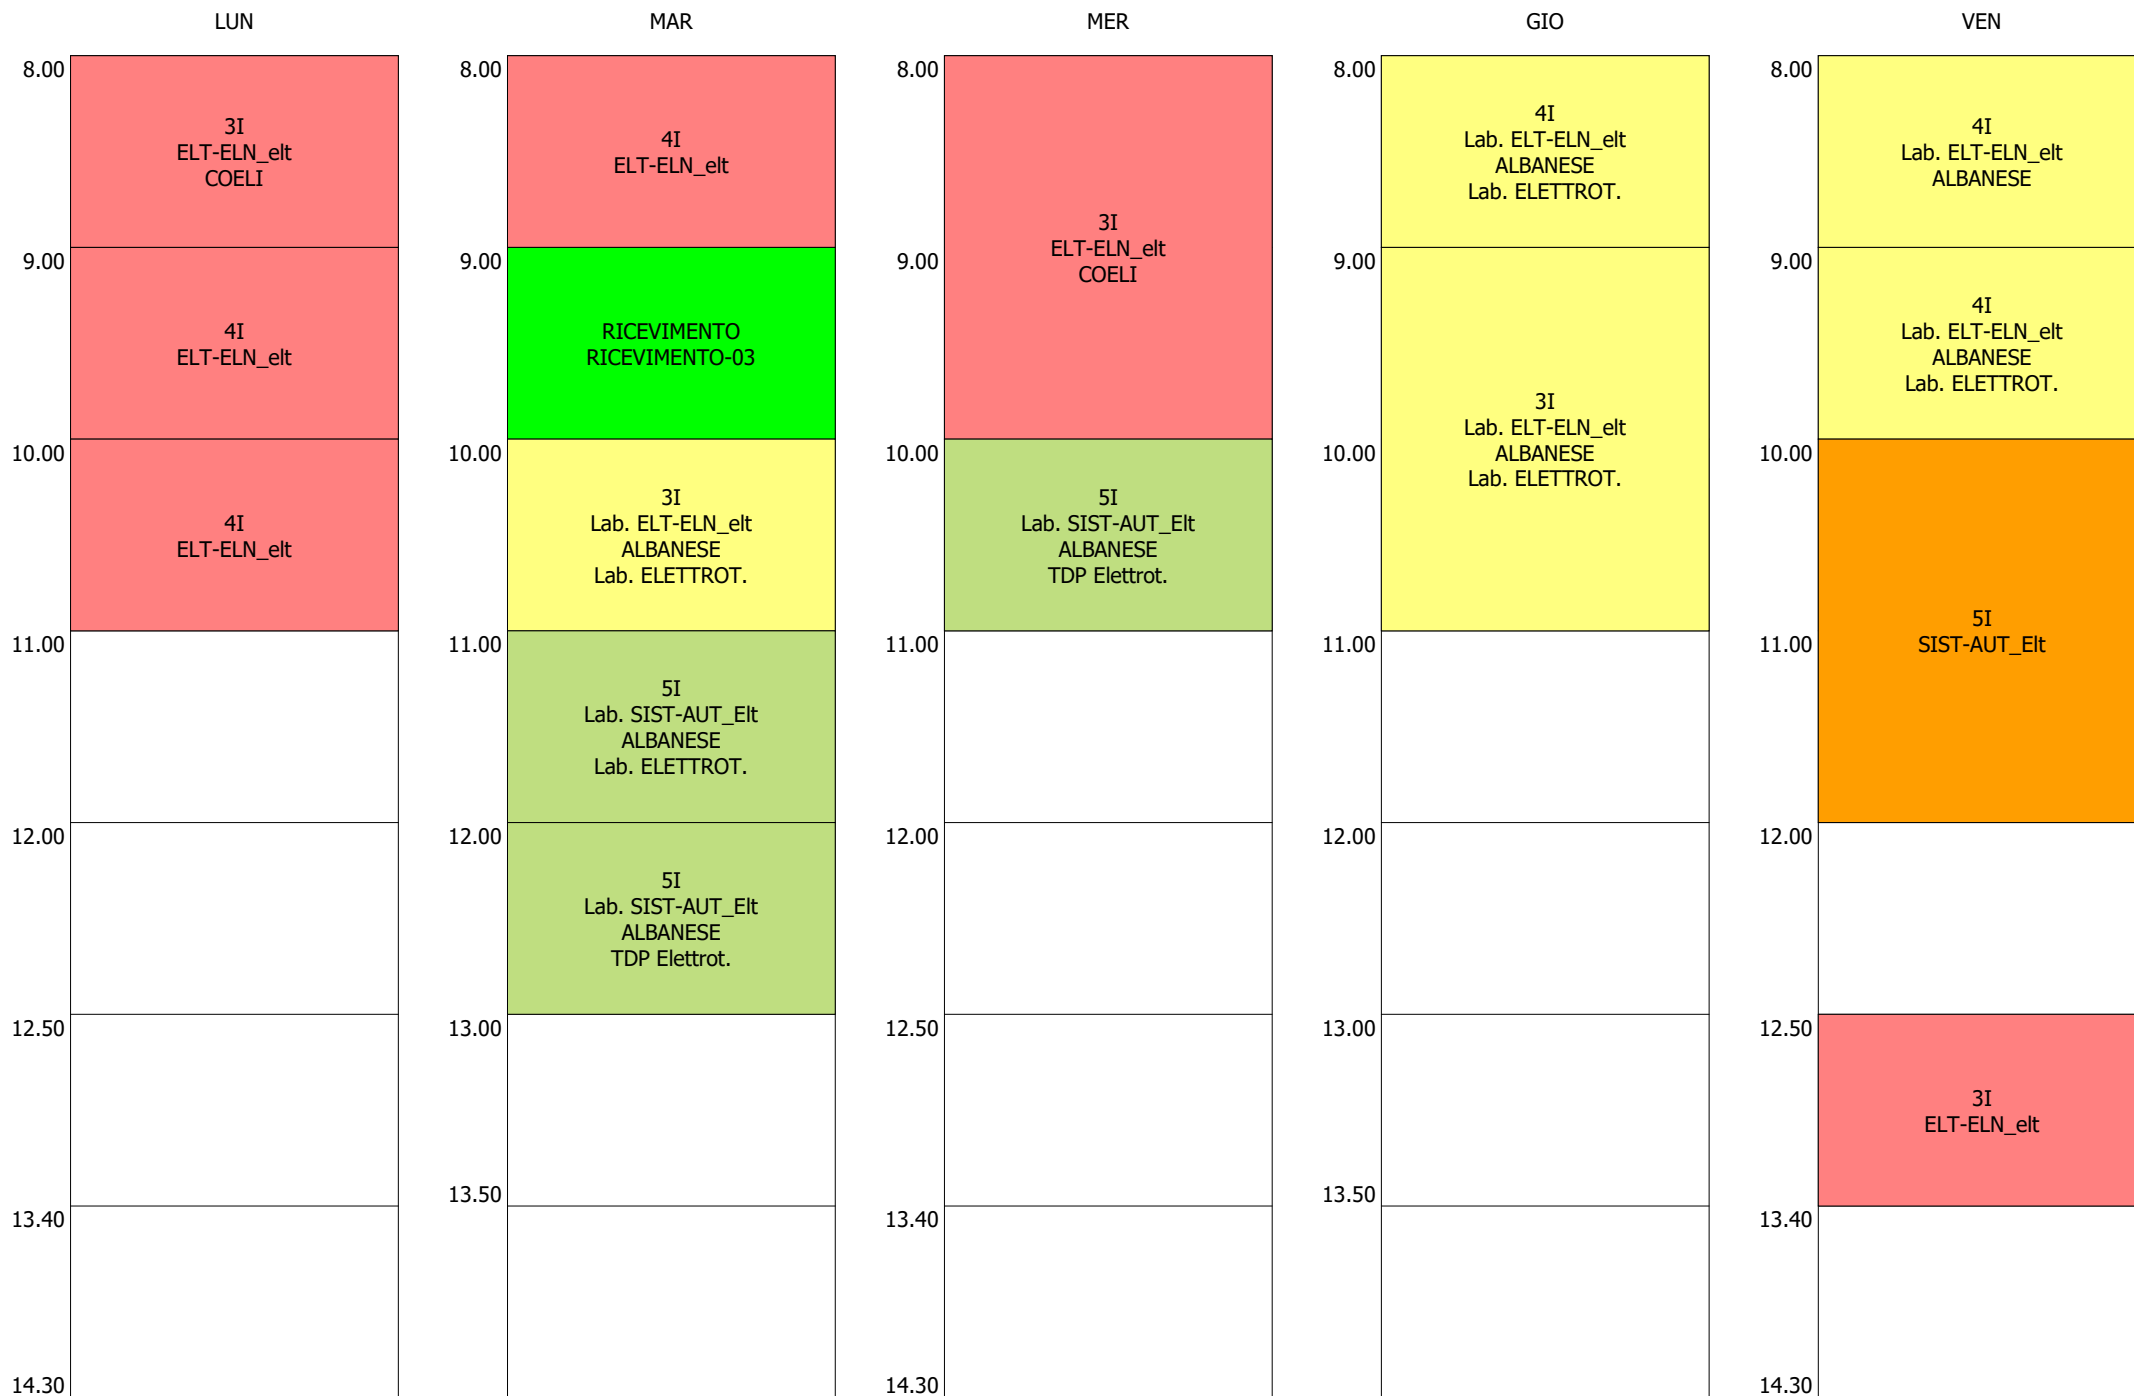 LUN
8.00
3I
ELT-ELN_elt
COELI
9.00
4I
ELT-ELN_elt
10.00
4I
ELT-ELN_elt
11.00
12.00
12.50
13.40
14.30
MAR
8.00
4I
ELT-ELN_elt
9.00
RICEVIMENTO
RICEVIMENTO-03
10.00
3I
Lab. ELT-ELN_elt
ALBANESE
Lab. ELETTROT.
11.00
5I
Lab. SIST-AUT_Elt
ALBANESE
Lab. ELETTROT.
12.00
5I
Lab. SIST-AUT_Elt
ALBANESE
TDP Elettrot.
13.00
13.50
MER
8.00
3I
ELT-ELN_elt
COELI
9.00
10.00
5I
Lab. SIST-AUT_Elt
ALBANESE
TDP Elettrot.
11.00
12.00
12.50
13.40
14.30
GIO
8.00
4I
Lab. ELT-ELN_elt
ALBANESE
Lab. ELETTROT.
9.00
3I
Lab. ELT-ELN_elt
ALBANESE
Lab. ELETTROT.
10.00
11.00
12.00
13.00
13.50
VEN
8.00
4I
Lab. ELT-ELN_elt
ALBANESE
9.00
4I
Lab. ELT-ELN_elt
ALBANESE
Lab. ELETTROT.
10.00
5I
SIST-AUT_Elt
11.00
12.00
12.50
3I
ELT-ELN_elt
13.40
14.30